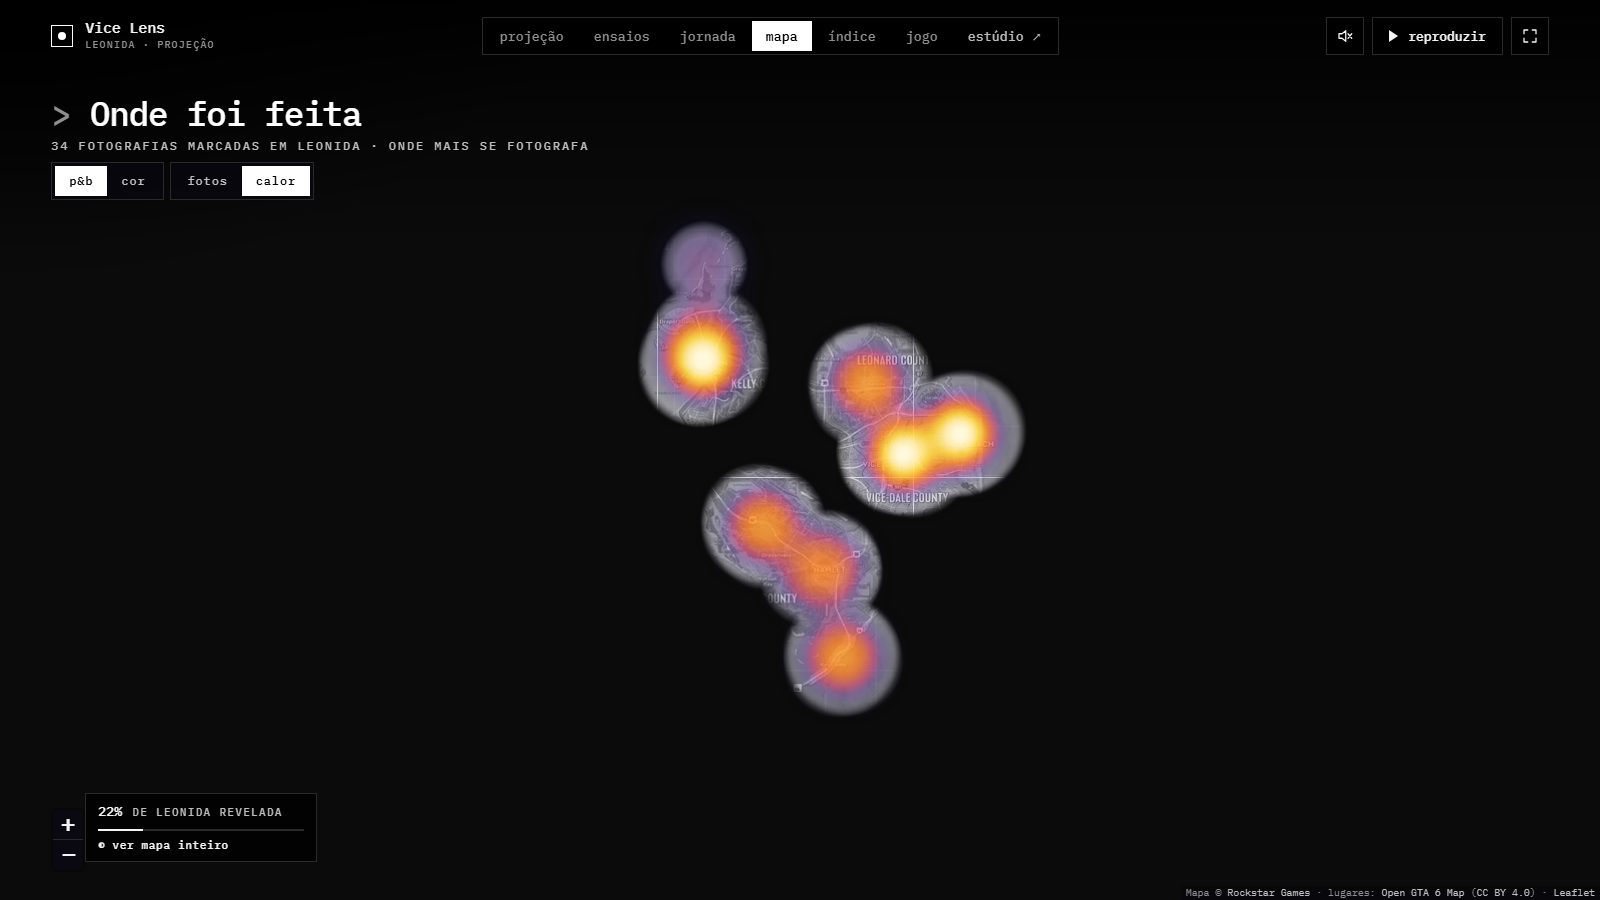 Vice Lens
LEONIDA · PROJEÇÃO
projeção ensaios jornada mapa índice jogo estúdio ↗
reproduzir
> Onde foi feita
34 FOTOGRAFIAS MARCADAS EM LEONIDA · ONDE MAIS SE FOTOGRAFA
p&b cor fotos calor
LEONARD COUN
KELLY
VICE-DALE COUNTY
OUNTY
22% DE LEONIDA REVELADA
ver mapa inteiro
+
−
Mapa © Rockstar Games · lugares: Open GTA 6 Map (CC BY 4.0) · Leaflet